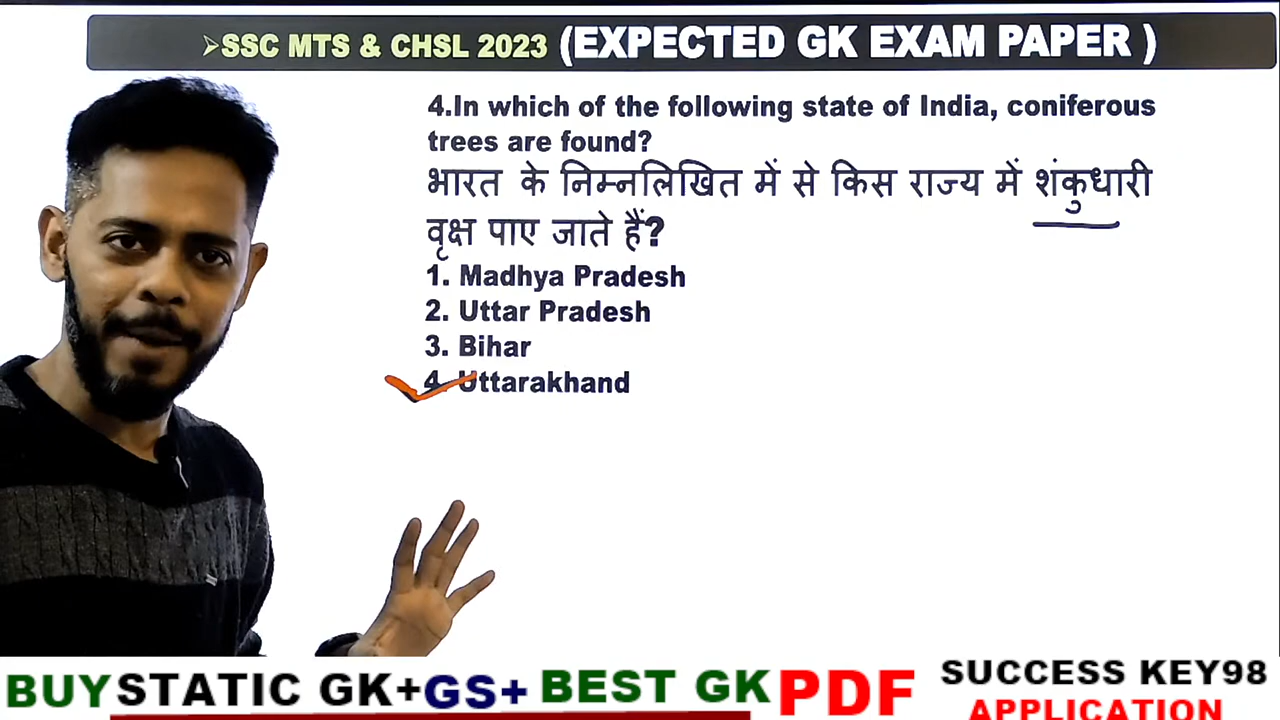 ➢SSC MTS & CHSL 2023 (EXPECTED GK EXAM PAPER )
4.In which of the following state of India, coniferous
trees are found?
भारत के निम्नलिखित में से किस राज्य में शंकुधारी
वृक्ष पाए जाते हैं?
1. Madhya Pradesh
2. Uttar Pradesh
3. Bihar
4. Uttarakhand
BUY STATIC GK+GS+ BEST GK PDF SUCCESS KEY98
APPLICATION